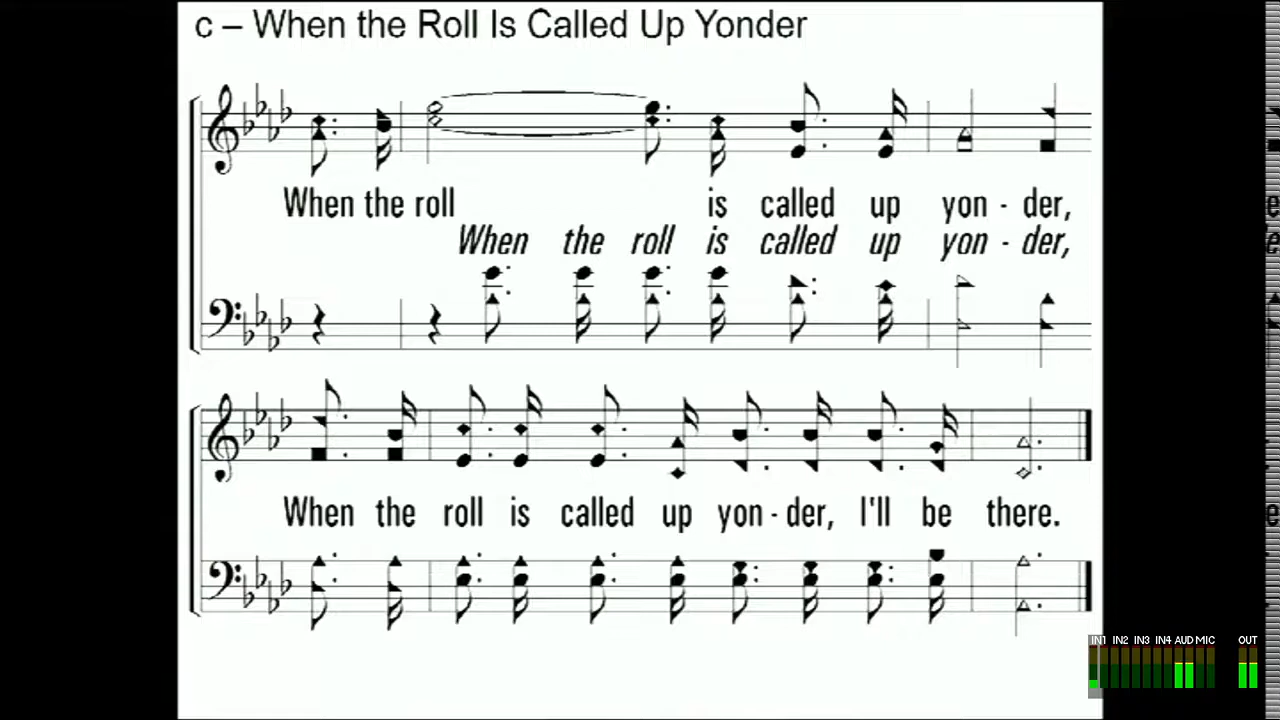 c – When the Roll Is Called Up Yonder
When the roll is called up yon - der,
When the roll is called up yon - der,
When the roll is called up yon - der, I'll be there.
IN1 IN2 IN3 IN4 AUD MIC OUT